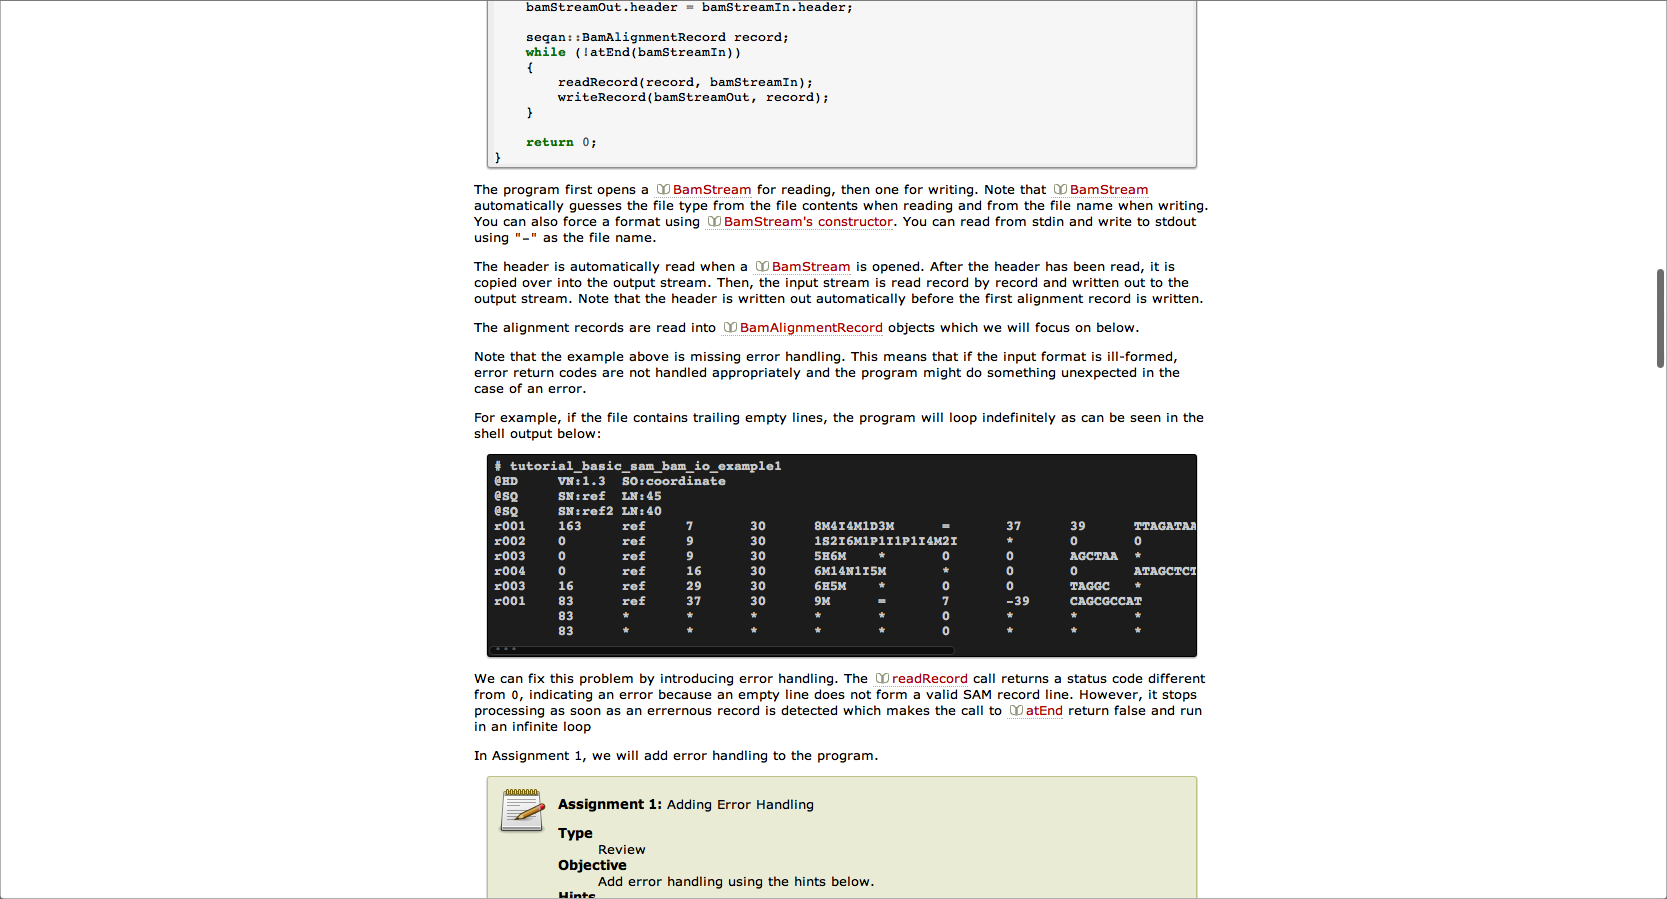 bamStreamOut.header = bamStreamIn.header;
seqan::BamAlignmentRecord record;
while (!atEnd(bamStreamIn))
{
readRecord(record, bamStreamIn);
writeRecord(bamStreamOut, record);
}
return 0;
}
The program first opens a BamStream for reading, then one for writing. Note that BamStream
automatically guesses the file type from the file contents when reading and from the file name when writing.
You can also force a format using BamStream's constructor. You can read from stdin and write to stdout
using "-" as the file name.
The header is automatically read when a BamStream is opened. After the header has been read, it is
copied over into the output stream. Then, the input stream is read record by record and written out to the
output stream. Note that the header is written out automatically before the first alignment record is written.
The alignment records are read into BamAlignmentRecord objects which we will focus on below.
Note that the example above is missing error handling. This means that if the input format is ill-formed,
error return codes are not handled appropriately and the program might do something unexpected in the
case of an error.
For example, if the file contains trailing empty lines, the program will loop indefinitely as can be seen in the
shell output below:
# tutorial_basic_sam_bam_io_example1
@HD VN:1.3 SO:coordinate
@SQ SN:ref LN:45
@SQ SN:ref2 LN:40
r001 163 ref 7 30 8M4I4M1D3M = 37 39 TTAGATAA
r002 0 ref 9 30 1S2I6M1P1I1P1I4M2I * 0 0
r003 0 ref 9 30 5H6M * 0 0 AGCTAA *
r004 0 ref 16 30 6M14N1I5M * 0 0 ATAGCTCT
r003 16 ref 29 30 6H5M * 0 0 TAGGC *
r001 83 ref 37 30 9M = 7 -39 CAGCGCCAT
83 * * * * * 0 * * *
83 * * * * * 0 * * *
We can fix this problem by introducing error handling. The readRecord call returns a status code different
from 0, indicating an error because an empty line does not form a valid SAM record line. However, it stops
processing as soon as an errernous record is detected which makes the call to atEnd return false and run
in an infinite loop
In Assignment 1, we will add error handling to the program.
Assignment 1: Adding Error Handling
Type
Review
Objective
Add error handling using the hints below.
Hints